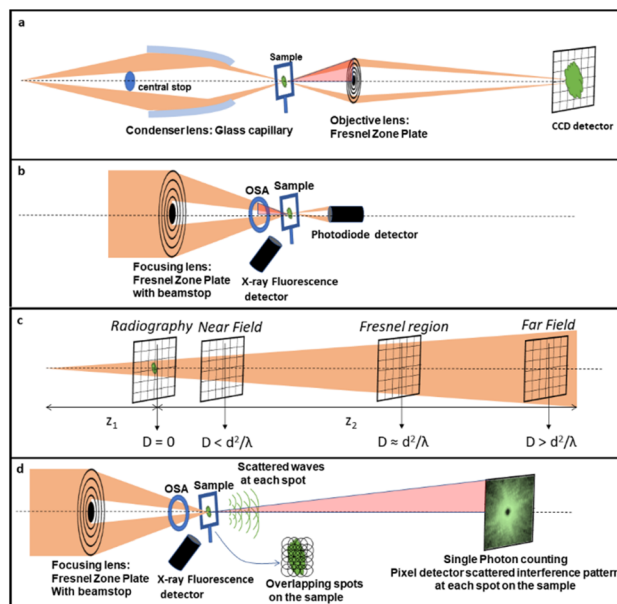 a
Sample
central stop
Condenser lens: Glass capillary
Objective lens:
Fresnel Zone Plate
CCD detector
b
OSA
Sample
Photodiode detector
Focusing lens:
Fresnel Zone Plate
with beamstop
X-ray Fluorescence
detector
c
Radiography
Near Field
Fresnel region
Far Field
z₁
z₂
D = 0
D < d²/λ
D ≈ d²/λ
D > d²/λ
d
OSA
Sample
Scattered waves
at each spot
Focusing lens:
Fresnel Zone Plate
With beamstop
X-ray Fluorescence
detector
Overlapping spots
on the sample
Single Photon counting
Pixel detector scattered interference pattern
at each spot on the sample